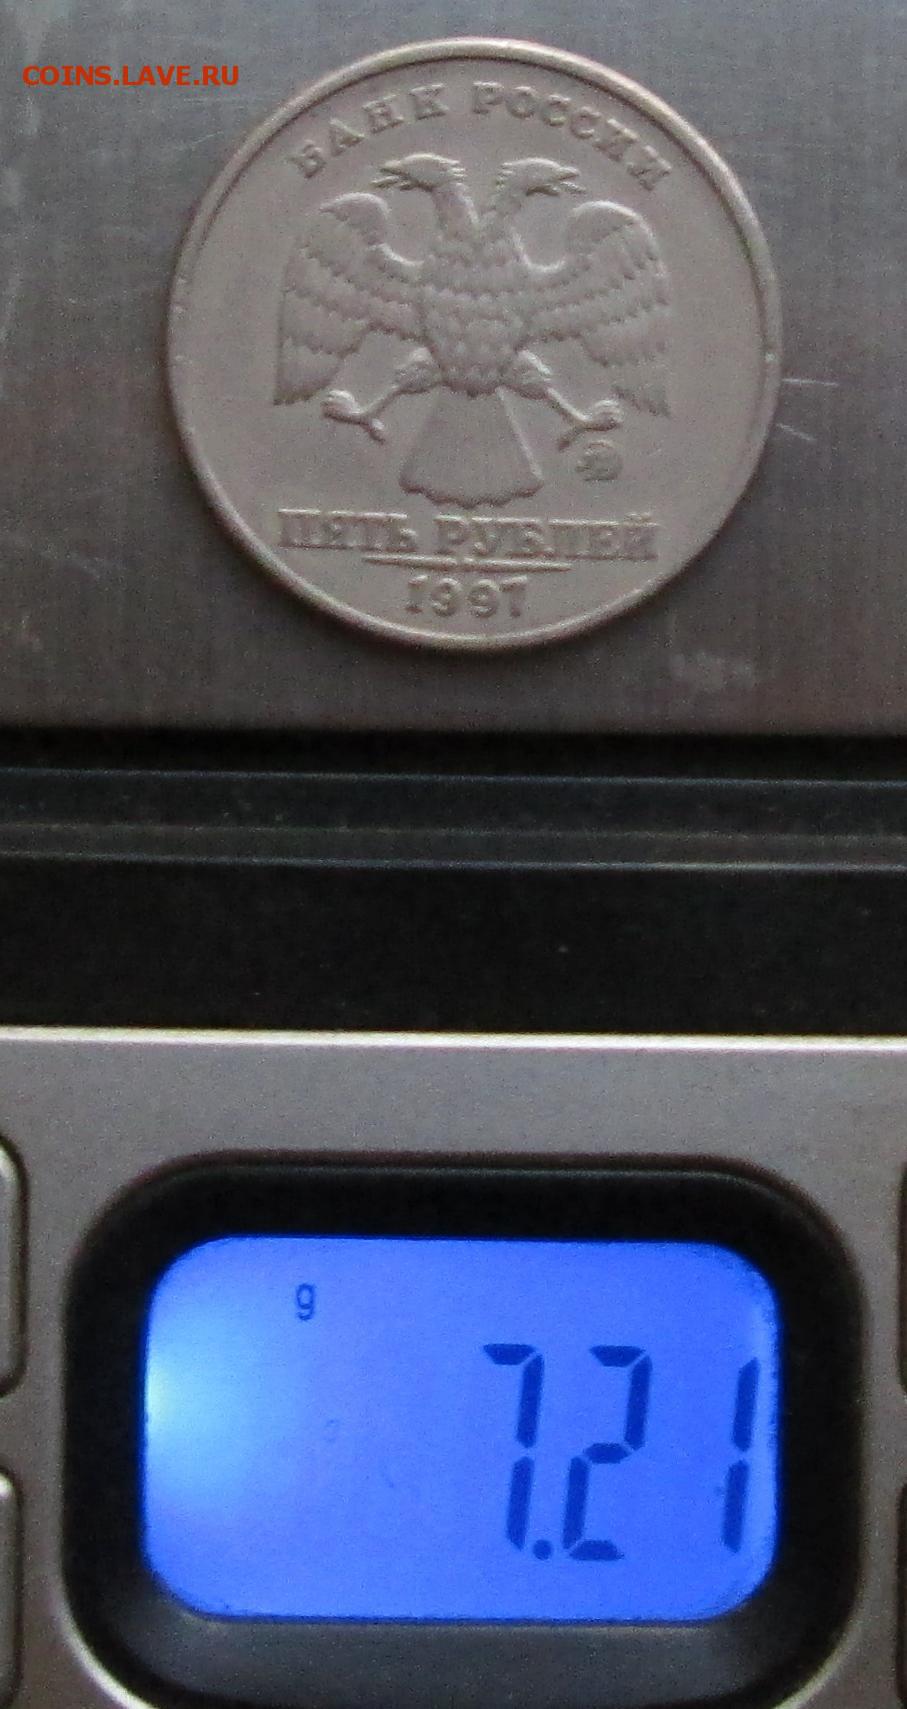 COINS.LAVE.RU
БАНК РОССИИ
ПЯТЬ РУБЛЕЙ
1997
g
7.21